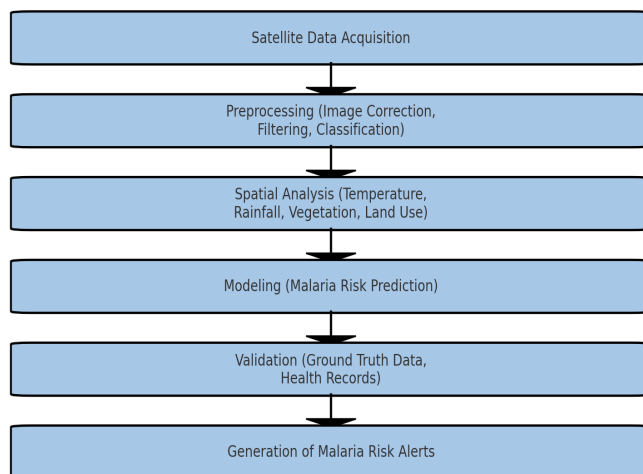 Satellite Data Acquisition
Preprocessing (Image Correction,
Filtering, Classification)
Spatial Analysis (Temperature,
Rainfall, Vegetation, Land Use)
Modeling (Malaria Risk Prediction)
Validation (Ground Truth Data,
Health Records)
Generation of Malaria Risk Alerts